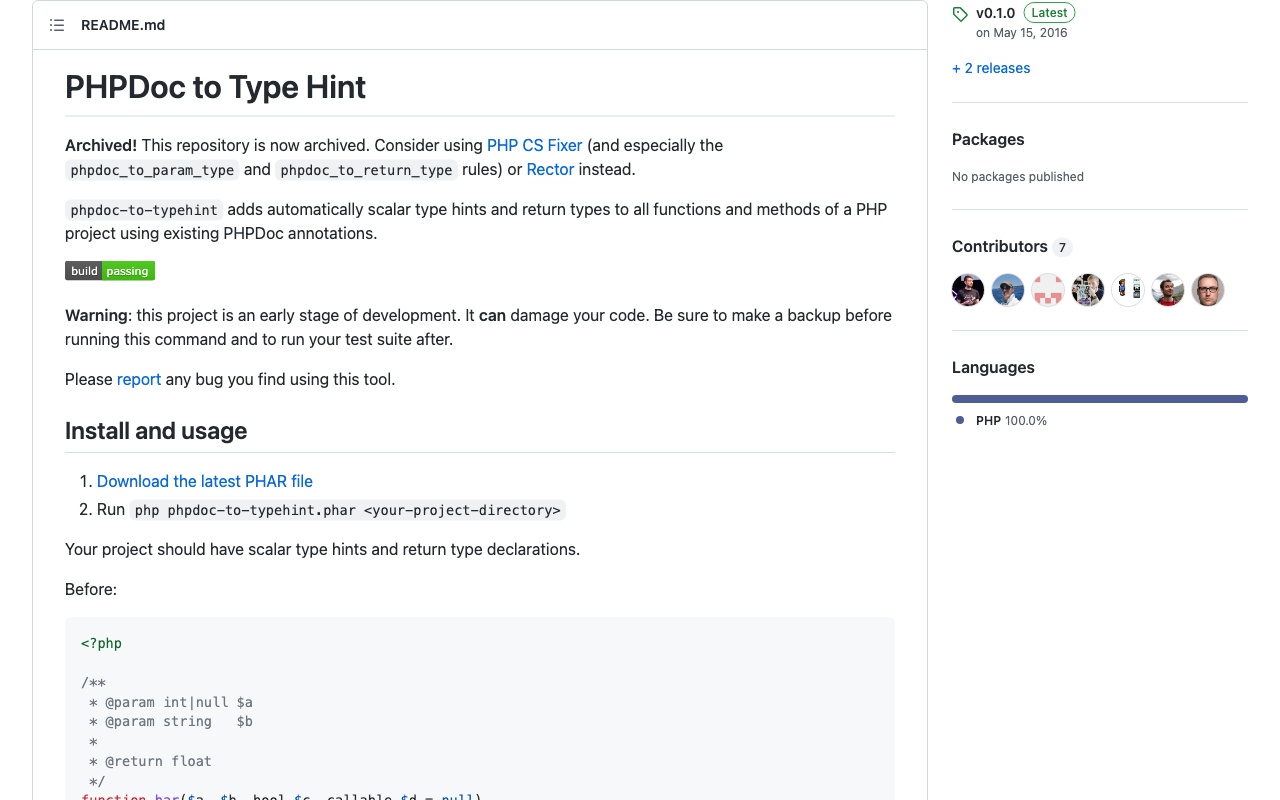 README.md
PHPDoc to Type Hint
Archived! This repository is now archived. Consider using PHP CS Fixer (and especially the
phpdoc_to_param_type and phpdoc_to_return_type rules) or Rector instead.
phpdoc-to-typehint adds automatically scalar type hints and return types to all functions and methods of a PHP
project using existing PHPDoc annotations.
build passing
Warning: this project is an early stage of development. It can damage your code. Be sure to make a backup before
running this command and to run your test suite after.
Please report any bug you find using this tool.
Install and usage
1. Download the latest PHAR file
2. Run php phpdoc-to-typehint.phar <your-project-directory>
Your project should have scalar type hints and return type declarations.
Before:
<?php
/**
* @param int|null $a
* @param string   $b
*
* @return float
*/
function bar($a, $b, bool $c, callable $d = null)
v0.1.0 Latest
on May 15, 2016
+ 2 releases
Packages
No packages published
Contributors 7
Languages
PHP 100.0%